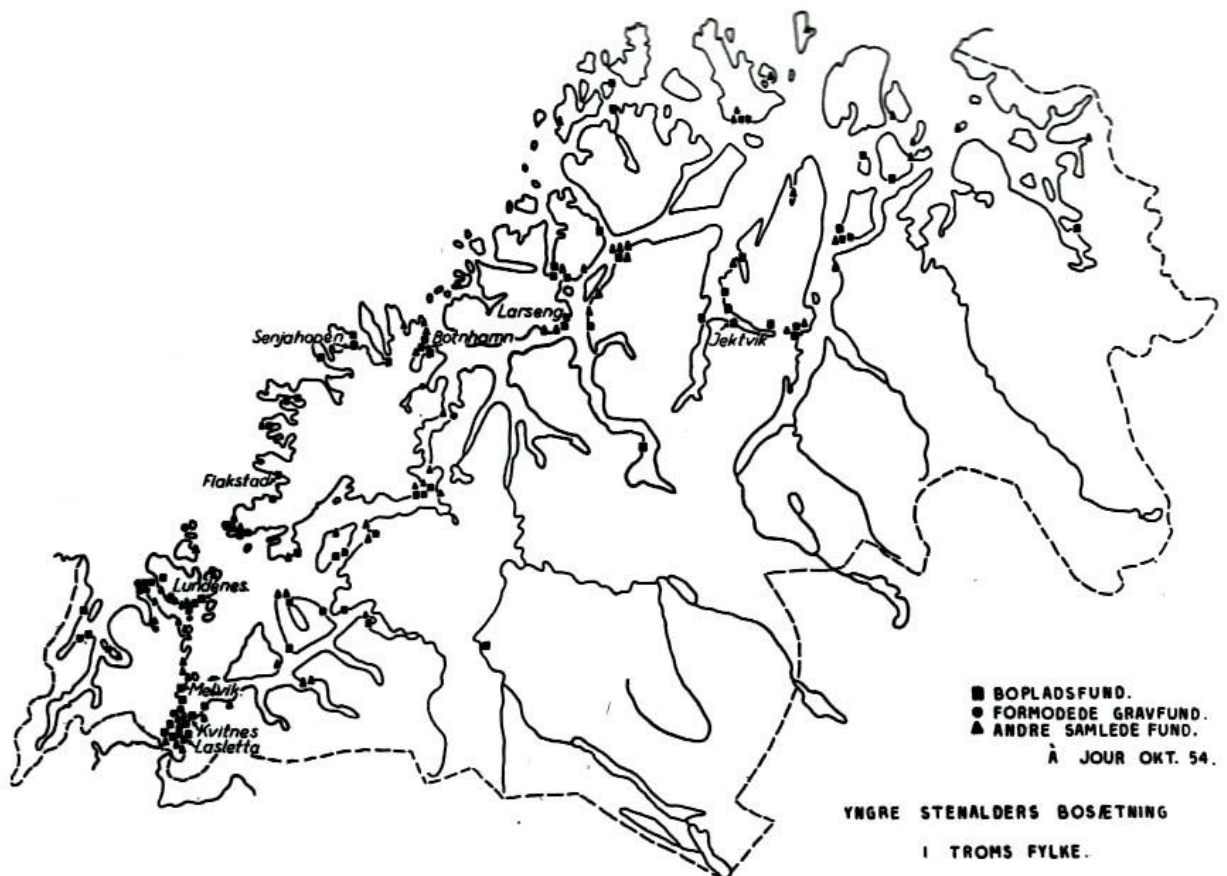 Larseng
Senjahopen
Botnhamn
Jektvik
Flakstad
Lundenes
Melvik
Kvitnes
Lasletta
BOPLADSFUND.
FORMODEDE GRAVFUND.
ANDRE SAMLEDE FUND.
À JOUR OKT. 54.
YNGRE STENALDERS BOSÆTNING
I TROMS FYLKE.